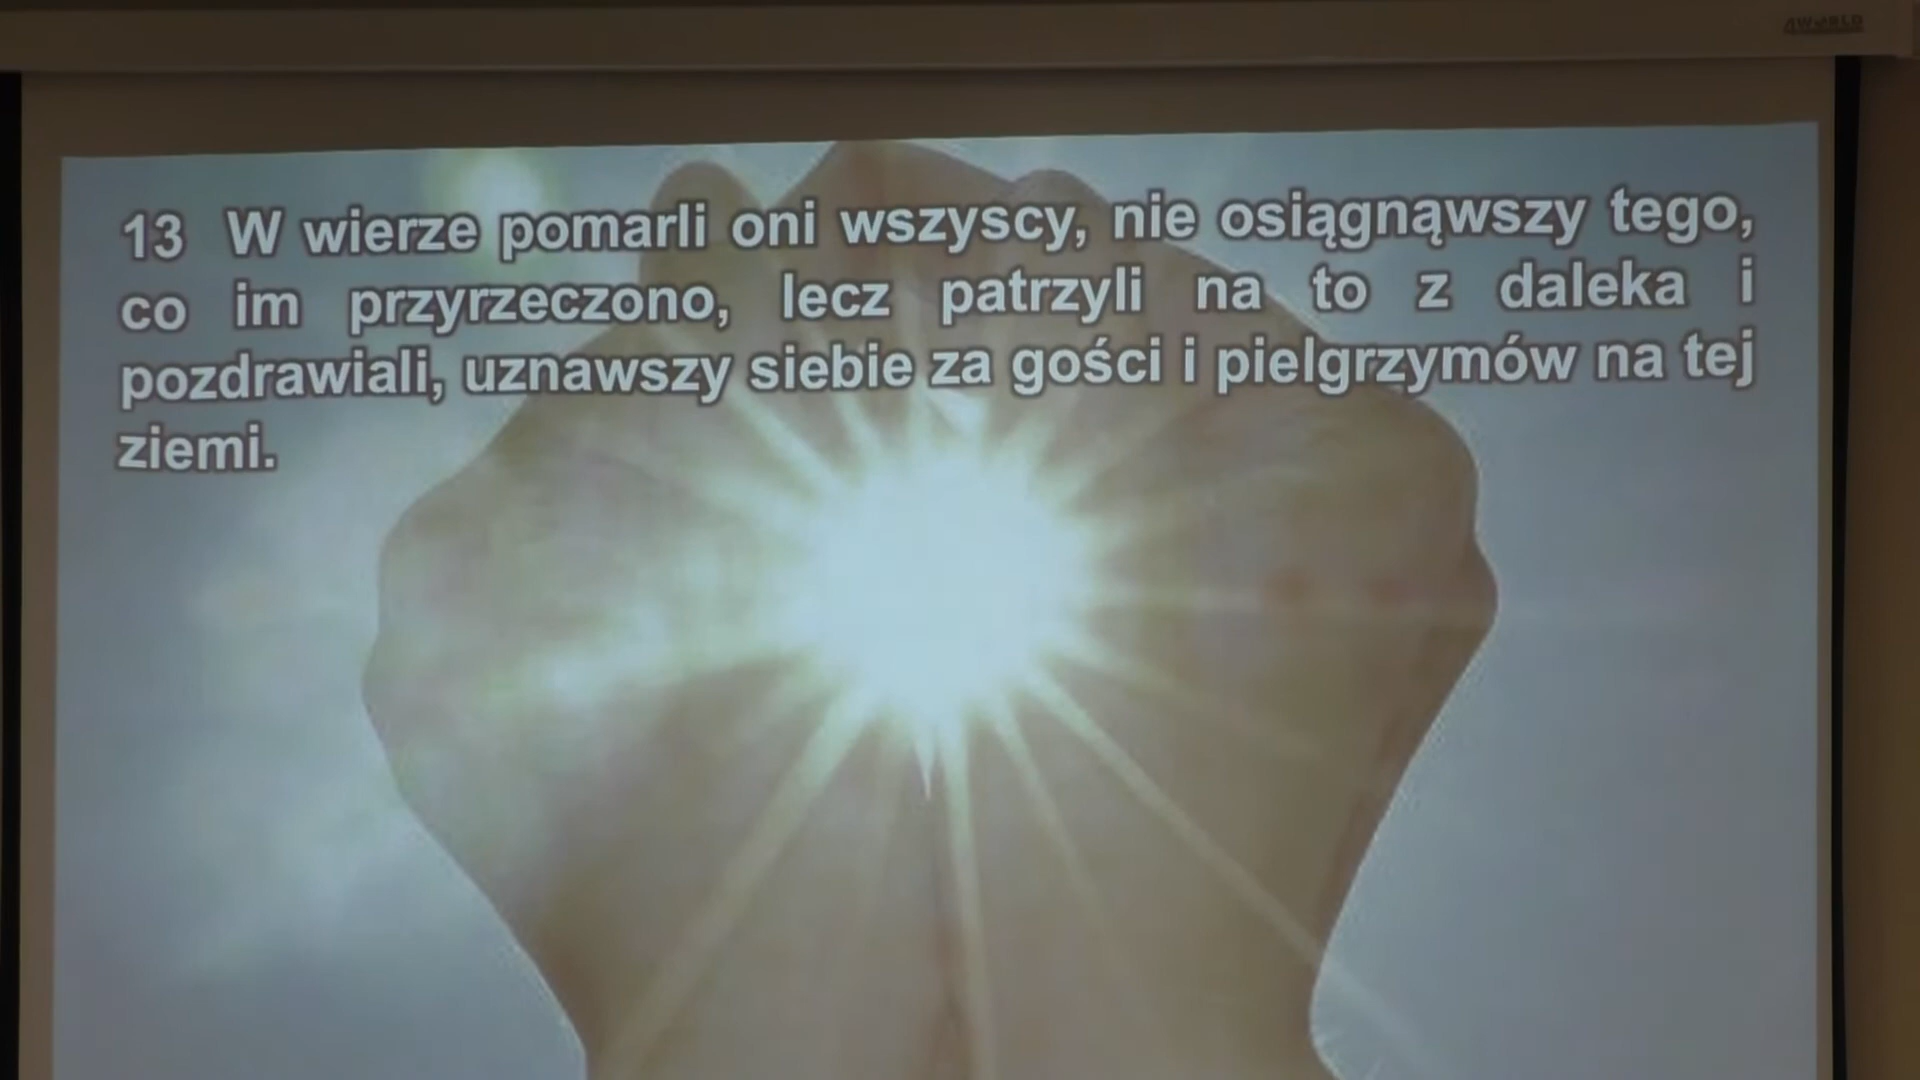 4WORLD
13 W wierze pomarli oni wszyscy, nie osiągnąwszy tego,
co im przyrzeczono, lecz patrzyli na to z daleka i
pozdrawiali, uznawszy siebie za gości i pielgrzymów na tej
ziemi.